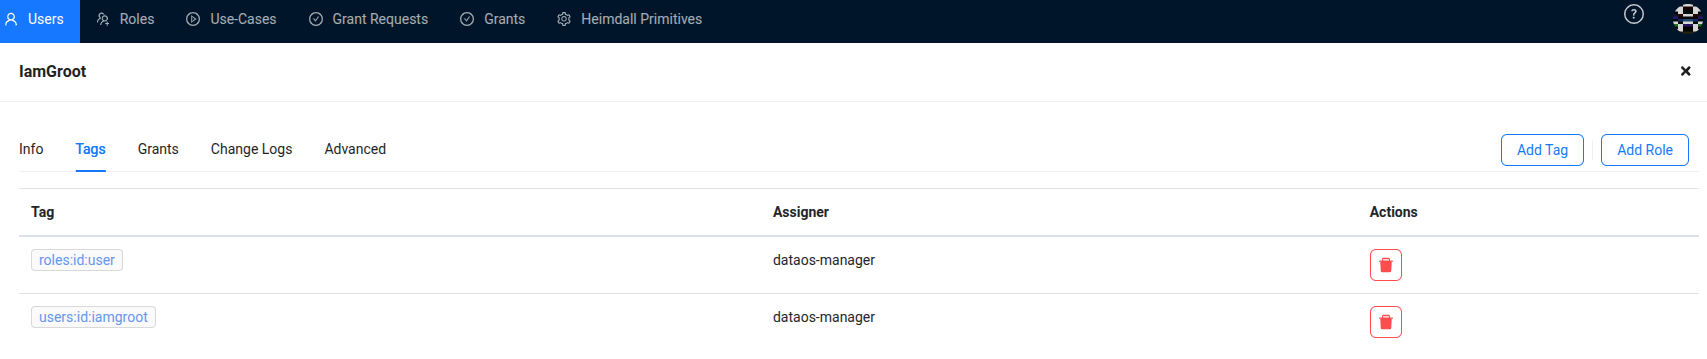 Users Roles Use-Cases Grant Requests Grants Heimdall Primitives ?
IamGroot
Info Tags Grants Change Logs Advanced Add Tag Add Role
Tag Assigner Actions
roles:id:user dataos-manager
users:id:iamgroot dataos-manager